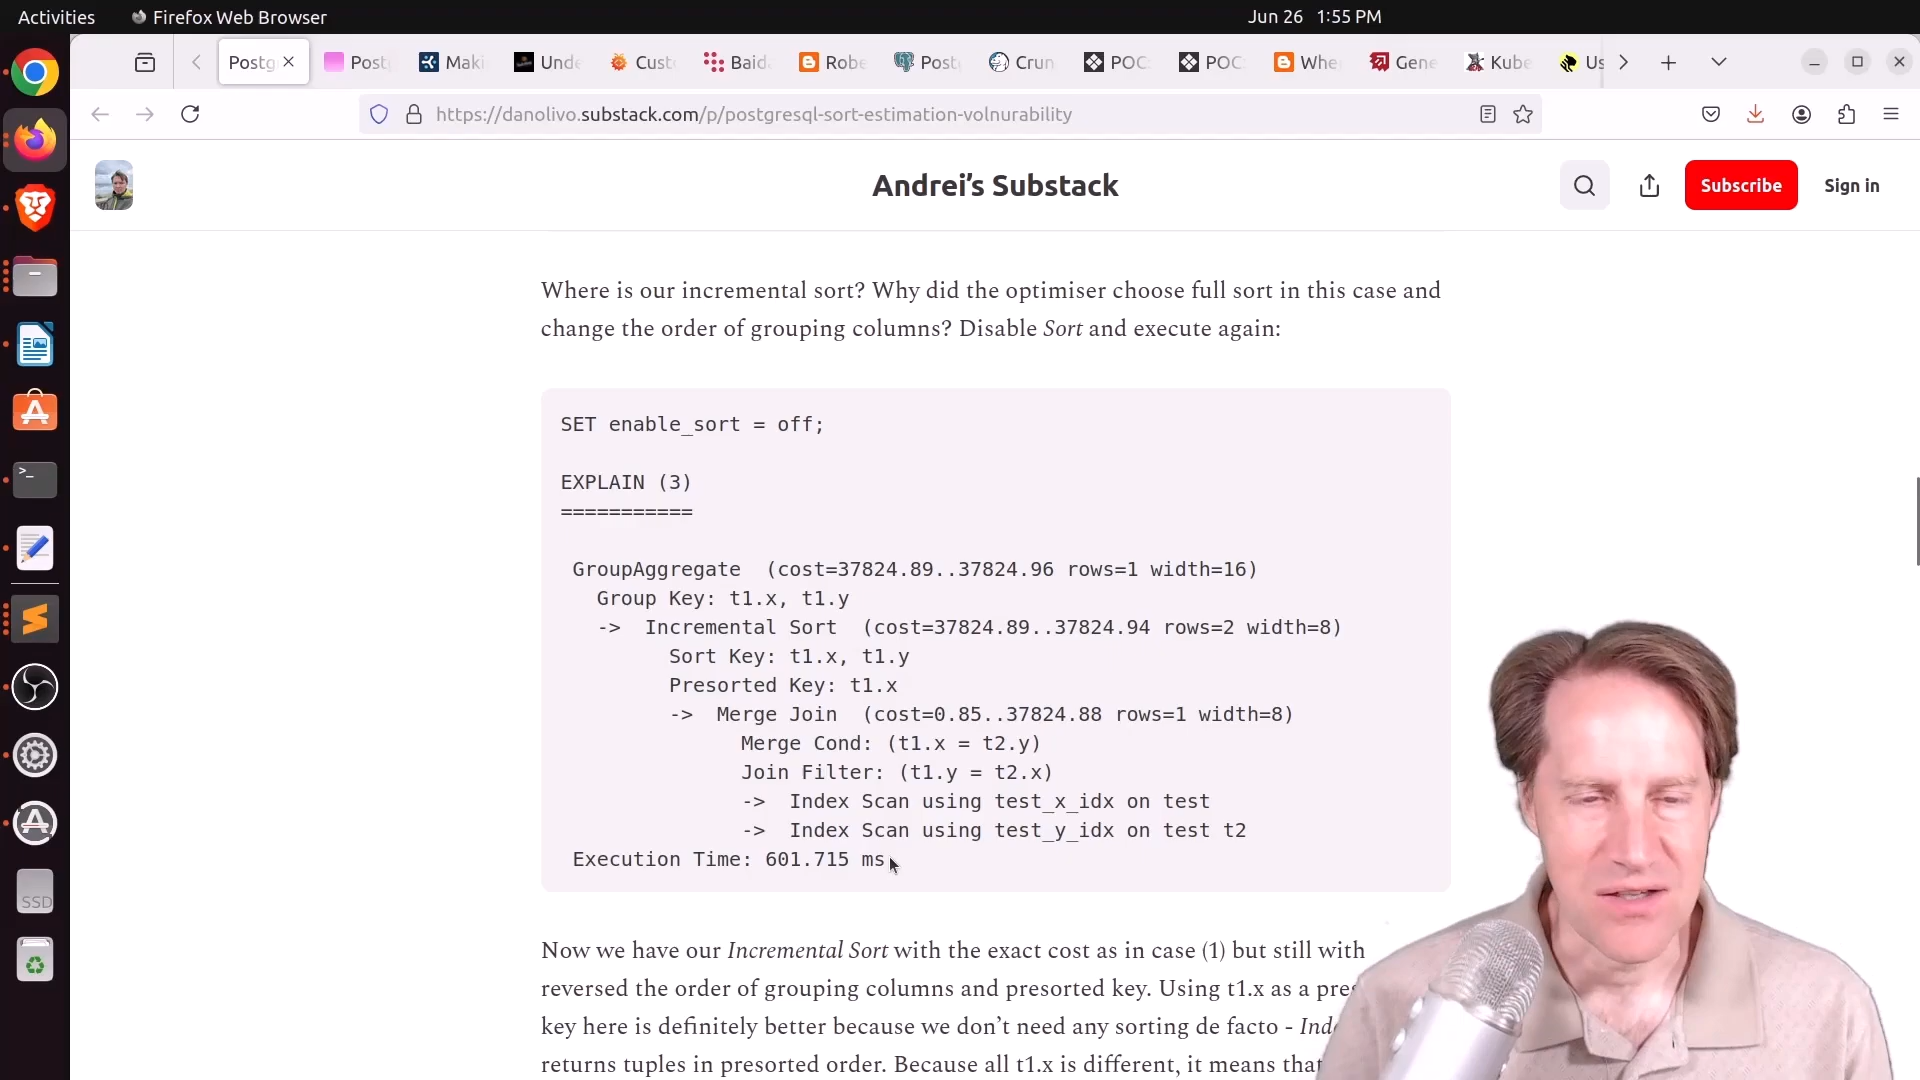 Activities
Firefox Web Browser
Jun 26 1:55 PM
Postg
Post
Maki
Unde
Cust
Baid
Robe
Post
Crun
POC
POC
Whe
Gene
Kube
Us
https://danolivo.substack.com/p/postgresql-sort-estimation-volnurability
Andrei’s Substack
Subscribe
Sign in
Where is our incremental sort? Why did the optimiser choose full sort in this case and
change the order of grouping columns? Disable Sort and execute again:
SET enable_sort = off;
EXPLAIN (3)
===========
GroupAggregate (cost=37824.89..37824.96 rows=1 width=16)
Group Key: t1.x, t1.y
-> Incremental Sort (cost=37824.89..37824.94 rows=2 width=8)
Sort Key: t1.x, t1.y
Presorted Key: t1.x
-> Merge Join (cost=0.85..37824.88 rows=1 width=8)
Merge Cond: (t1.x = t2.y)
Join Filter: (t1.y = t2.x)
-> Index Scan using test_x_idx on test
-> Index Scan using test_y_idx on test t2
Execution Time: 601.715 ms
Now we have our Incremental Sort with the exact cost as in case (1) but still with
reversed the order of grouping columns and presorted key. Using t1.x as a pre
key here is definitely better because we don’t need any sorting de facto - Ind
returns tuples in presorted order. Because all t1.x is different, it means that
SSD